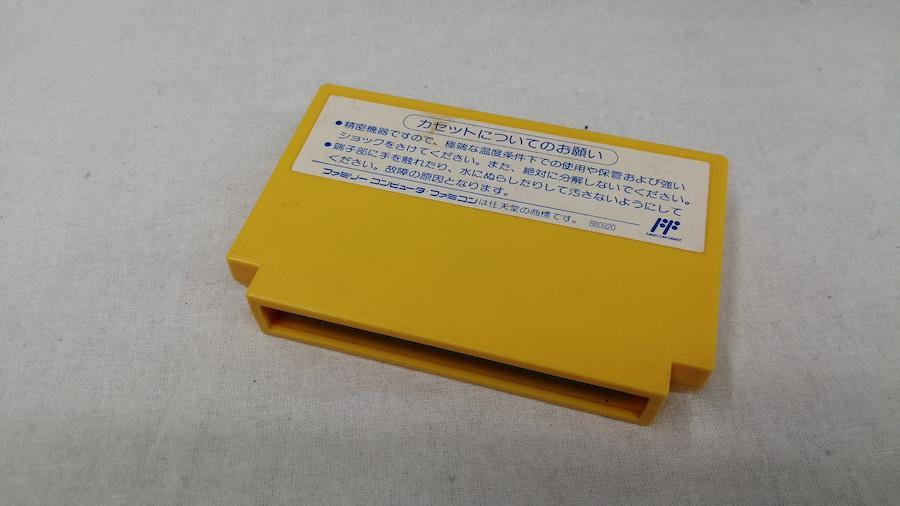 カセットについてのお願い
●精密機器ですので、極端な温度条件下での使用や保管および強い
ショックをさけてください。また、絶対に分解しないでください。
●端子部に手を触れたり、水にぬらしたりして汚さないようにして
ください。故障の原因となります。
ファミリー コンピュータ ファミコンは任天堂の商標です。 880920